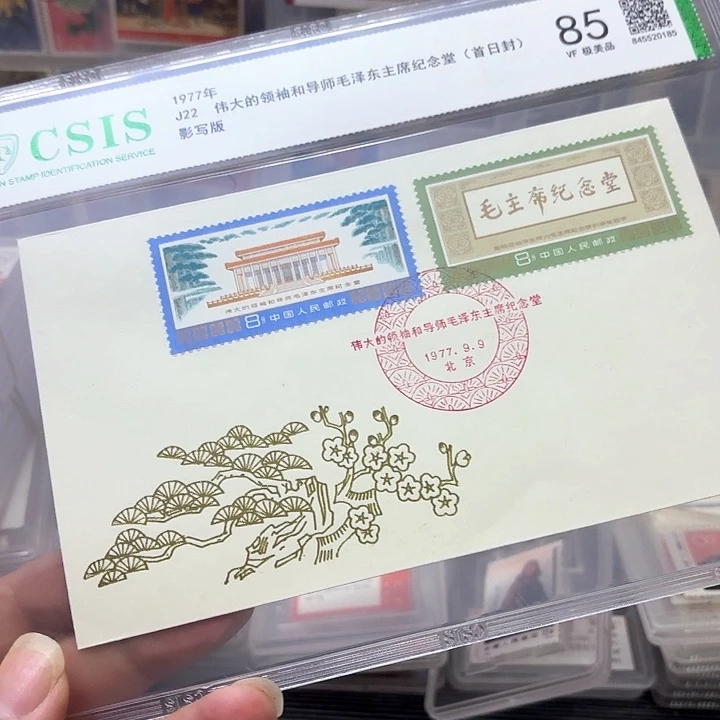 CSIS
N STAMP IDENTIFICATION SERVICE
1977年
J22 伟大的领袖和导师毛泽东主席纪念堂（首日封）
影写版
85
VF 极美品
845520185
伟大的领袖和导师毛泽东主席纪念堂
8分 中国人民邮政
毛主席纪念堂
8分 中国人民邮政
伟大的领袖和导师毛泽东主席纪念堂
1977.9.9
北京